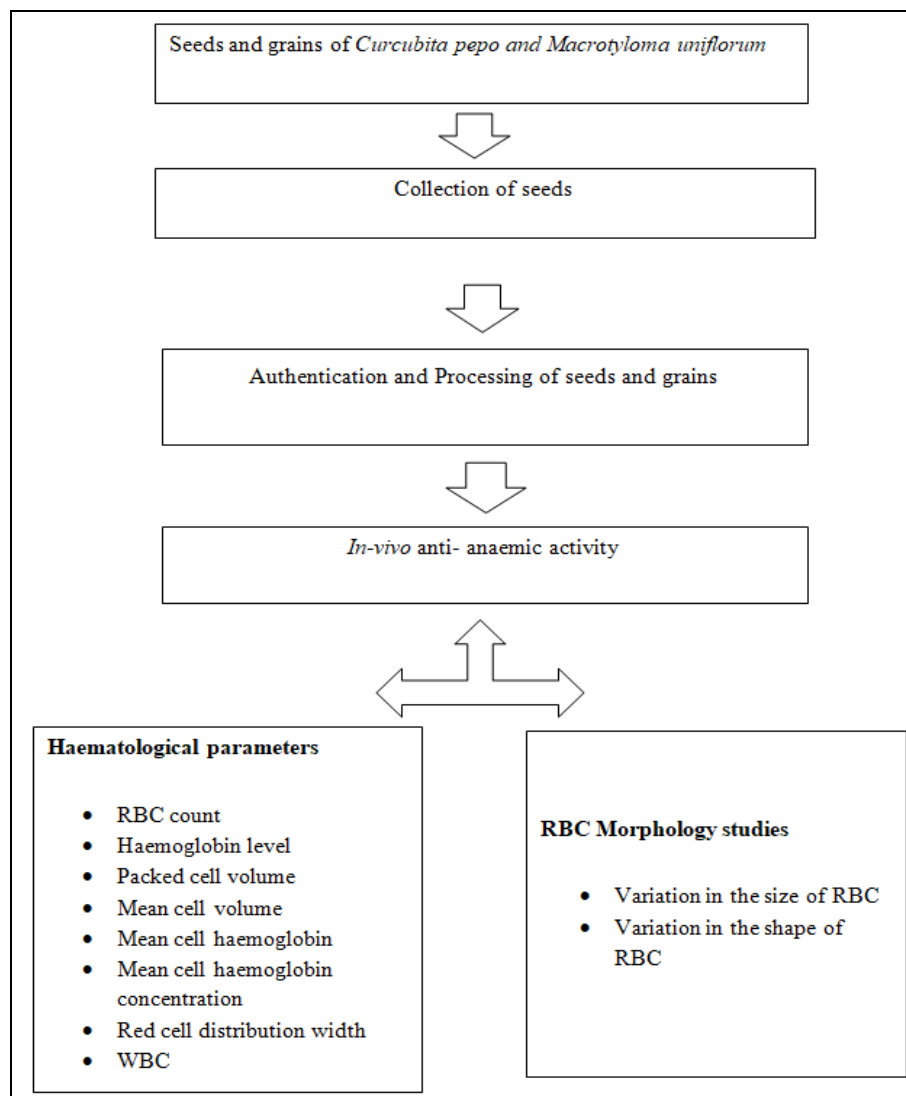 Seeds and grains of Curcubita pepo and Macrotyloma uniflorum
Collection of seeds
Authentication and Processing of seeds and grains
In-vivo anti- anaemic activity
Haematological parameters
• RBC count
• Haemoglobin level
• Packed cell volume
• Mean cell volume
• Mean cell haemoglobin
• Mean cell haemoglobin
concentration
• Red cell distribution width
• WBC
RBC Morphology studies
• Variation in the size of RBC
• Variation in the shape of
RBC